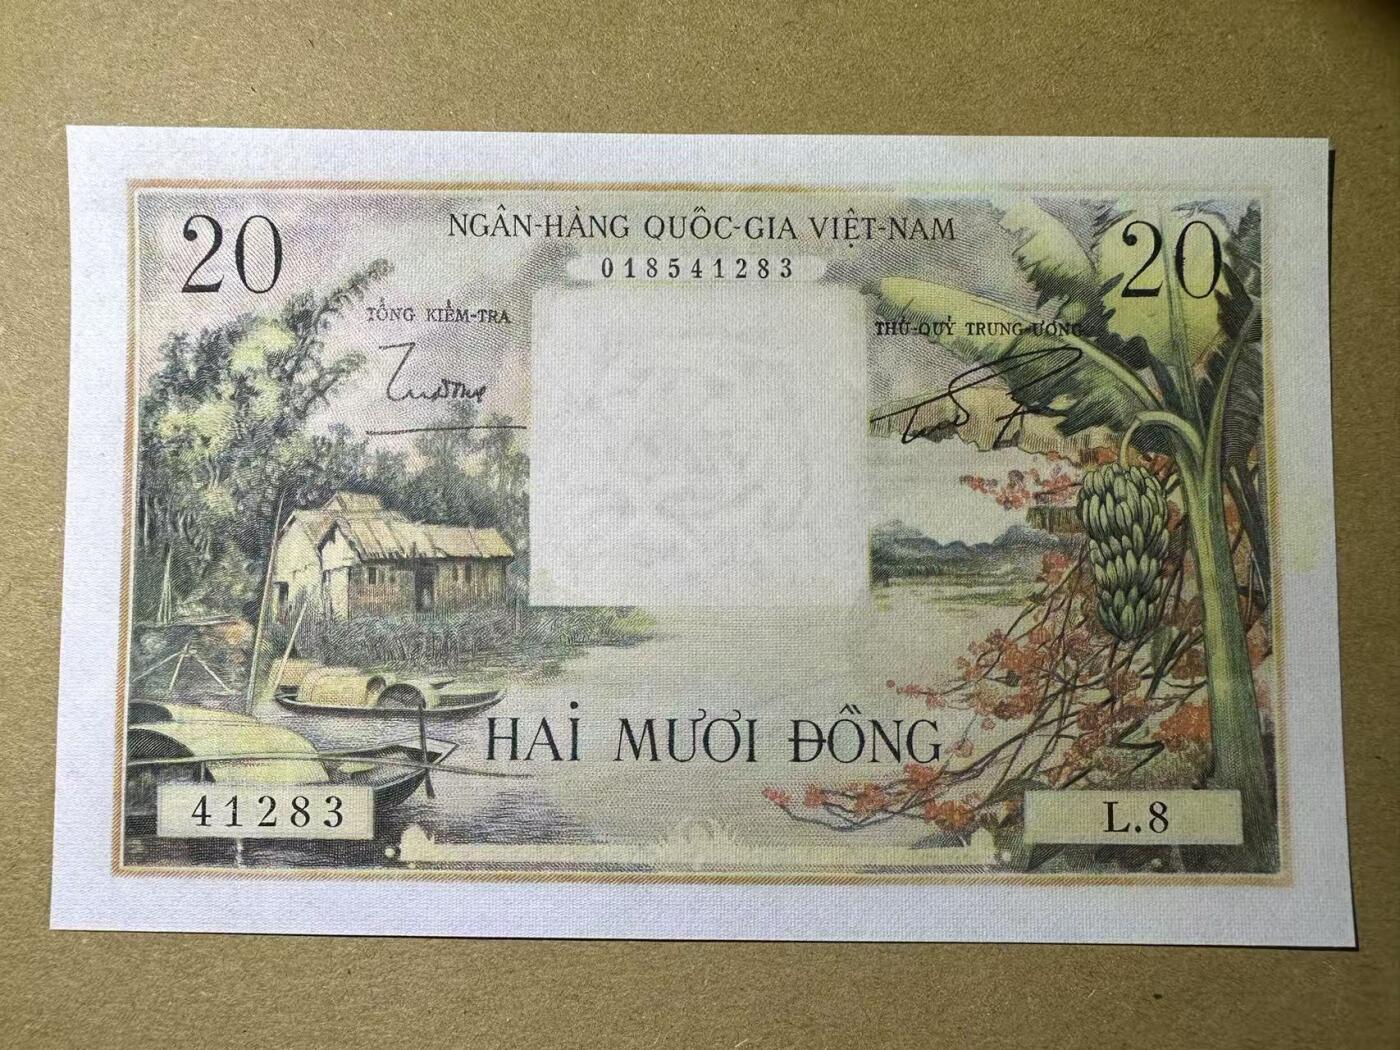 20
NGÂN-HÀNG QUỐC-GIA VIỆT-NAM
20
018541283
TỔNG KIỂM-TRA
THỦ-QUỸ TRUNG-ƯƠNG
HAi MƯƠI ĐỒNG
41283
L.8